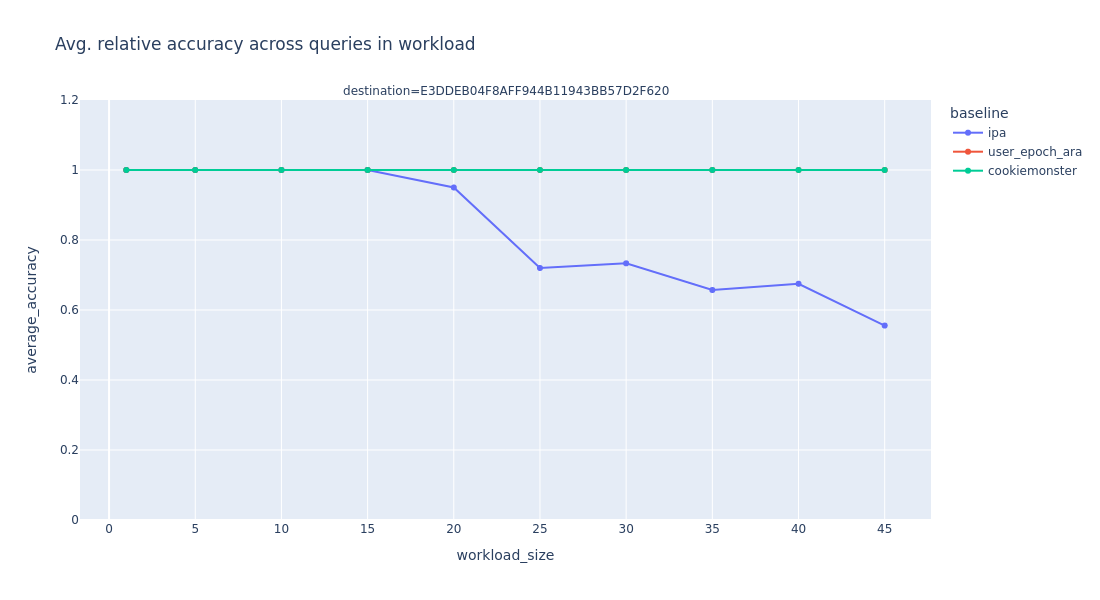 Avg. relative accuracy across queries in workload
destination=E3DDEB04F8AFF944B11943BB57D2F620
baseline
ipa
user_epoch_ara
cookiemonster
average_accuracy
1.2
1
0.8
0.6
0.4
0.2
0
0 5 10 15 20 25 30 35 40 45
workload_size